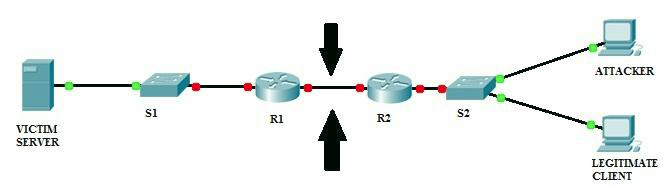 VICTIM
SERVER
S1
R1
R2
S2
ATTACKER
LEGITIMATE
CLIENT